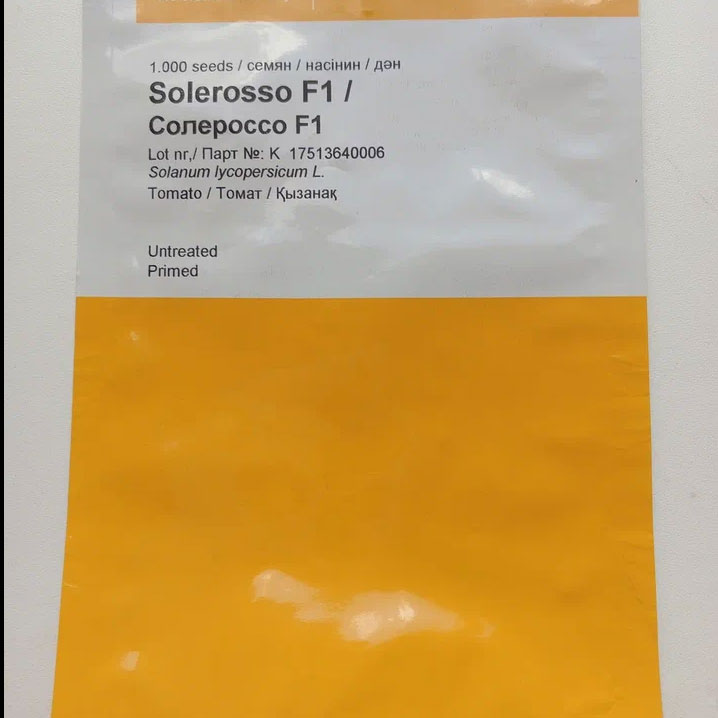 1.000 seeds / семян / насінин / дән
Solerosso F1 /
Солероссо F1
Lot nr,/ Парт №: K 17513640006
Solanum lycopersicum L.
Tomato / Томат / Қызанақ
Untreated
Primed